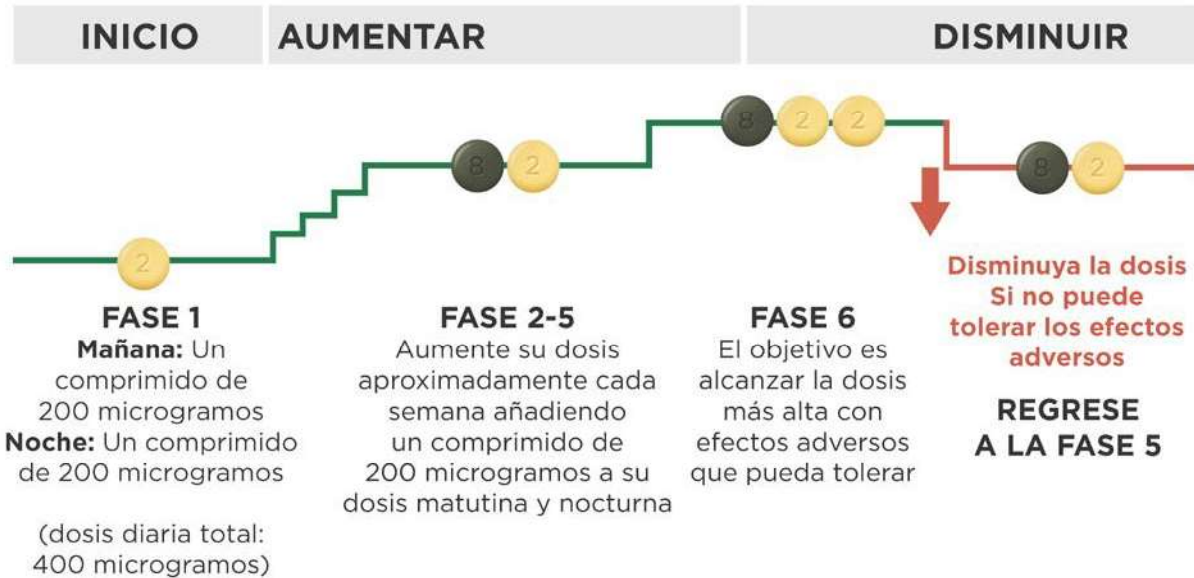 INICIO
AUMENTAR
DISMINUIR
2
8 2
8 2 2
8 2
FASE 1
Mañana: Un
comprimido de
200 microgramos
Noche: Un comprimido
de 200 microgramos
(dosis diaria total:
400 microgramos)
FASE 2-5
Aumente su dosis
aproximadamente cada
semana añadiendo
un comprimido de
200 microgramos a su
dosis matutina y nocturna
FASE 6
El objetivo es
alcanzar la dosis
más alta con
efectos adversos
que pueda tolerar
Disminuya la dosis
Si no puede
tolerar los efectos
adversos
REGRESE
A LA FASE 5